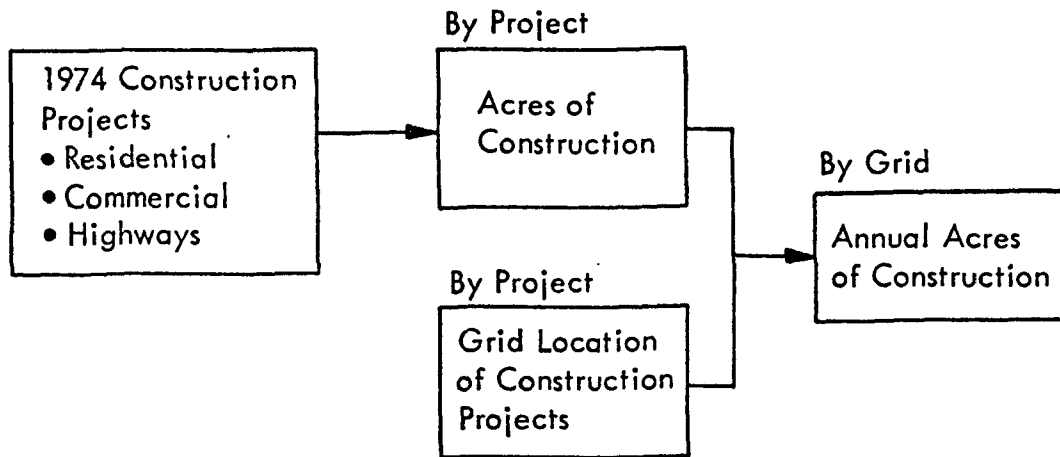 1974 Construction
Projects
• Residential
• Commercial
• Highways
By Project
Acres of
Construction
By Project
Grid Location
of Construction
Projects
By Grid
Annual Acres
of Construction